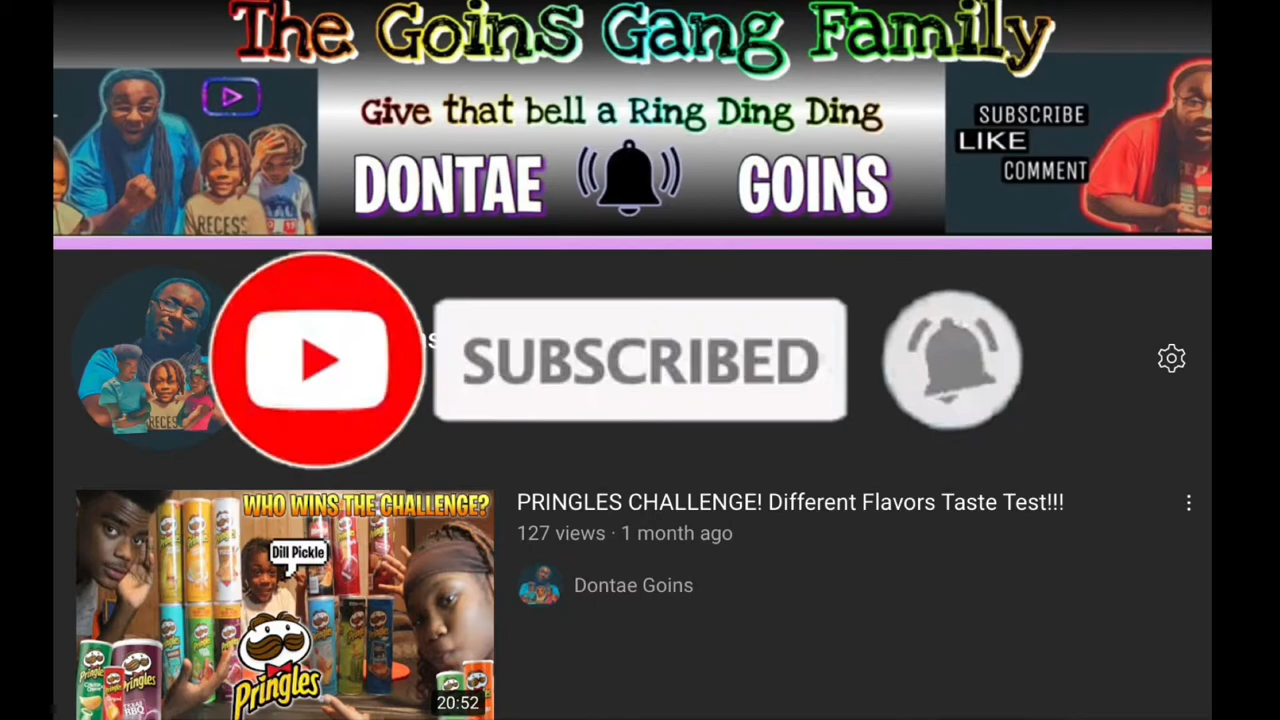 The Goins Gang Family
Give that bell a Ring Ding Ding
DONTAE GOINS
SUBSCRIBE
LIKE
COMMENT
RECESS
SUBSCRIBED
PRINGLES CHALLENGE! Different Flavors Taste Test!!!
127 views · 1 month ago
Dontae Goins
WHO WINS THE CHALLENGE?
Dill Pickle
Pringles
20:52